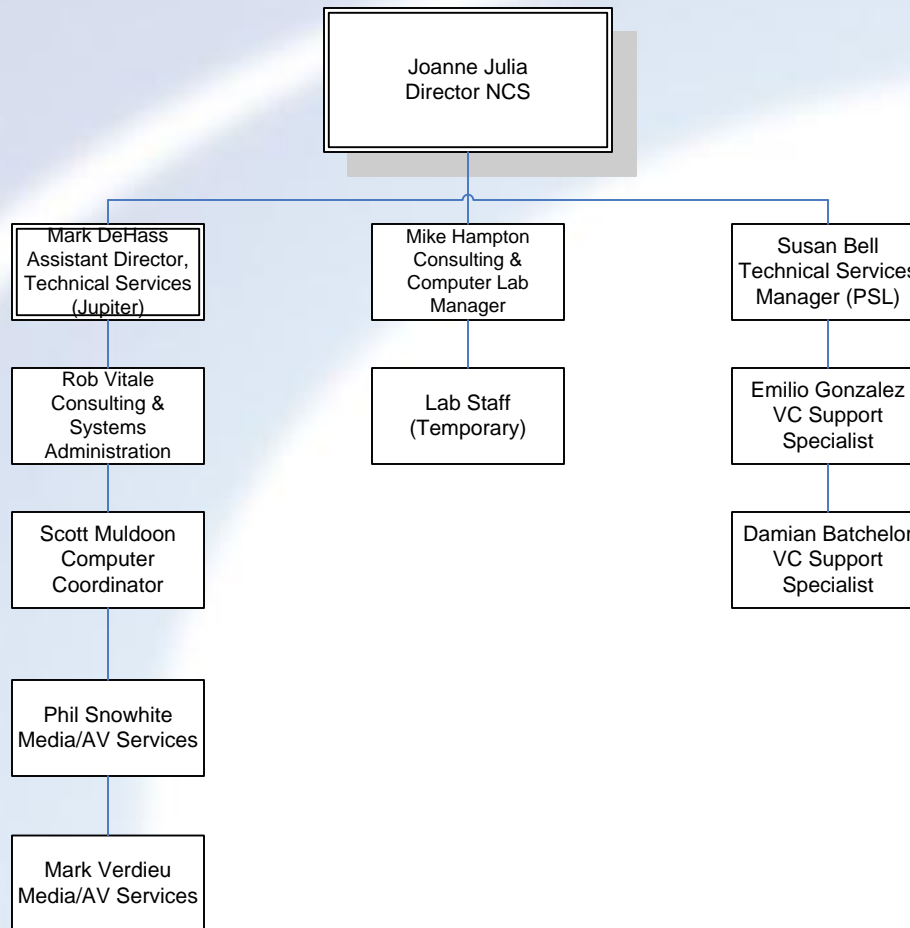 Joanne Julia
Director NCS
Mark DeHass
Assistant Director,
Technical Services
(Jupiter)
Mike Hampton
Consulting &
Computer Lab
Manager
Susan Bell
Technical Services
Manager (PSL)
Rob Vitale
Consulting &
Systems
Administration
Lab Staff
(Temporary)
Emilio Gonzalez
VC Support
Specialist
Scott Muldoon
Computer
Coordinator
Damian Batchelor
VC Support
Specialist
Phil Snowhite
Media/AV Services
Mark Verdieu
Media/AV Services